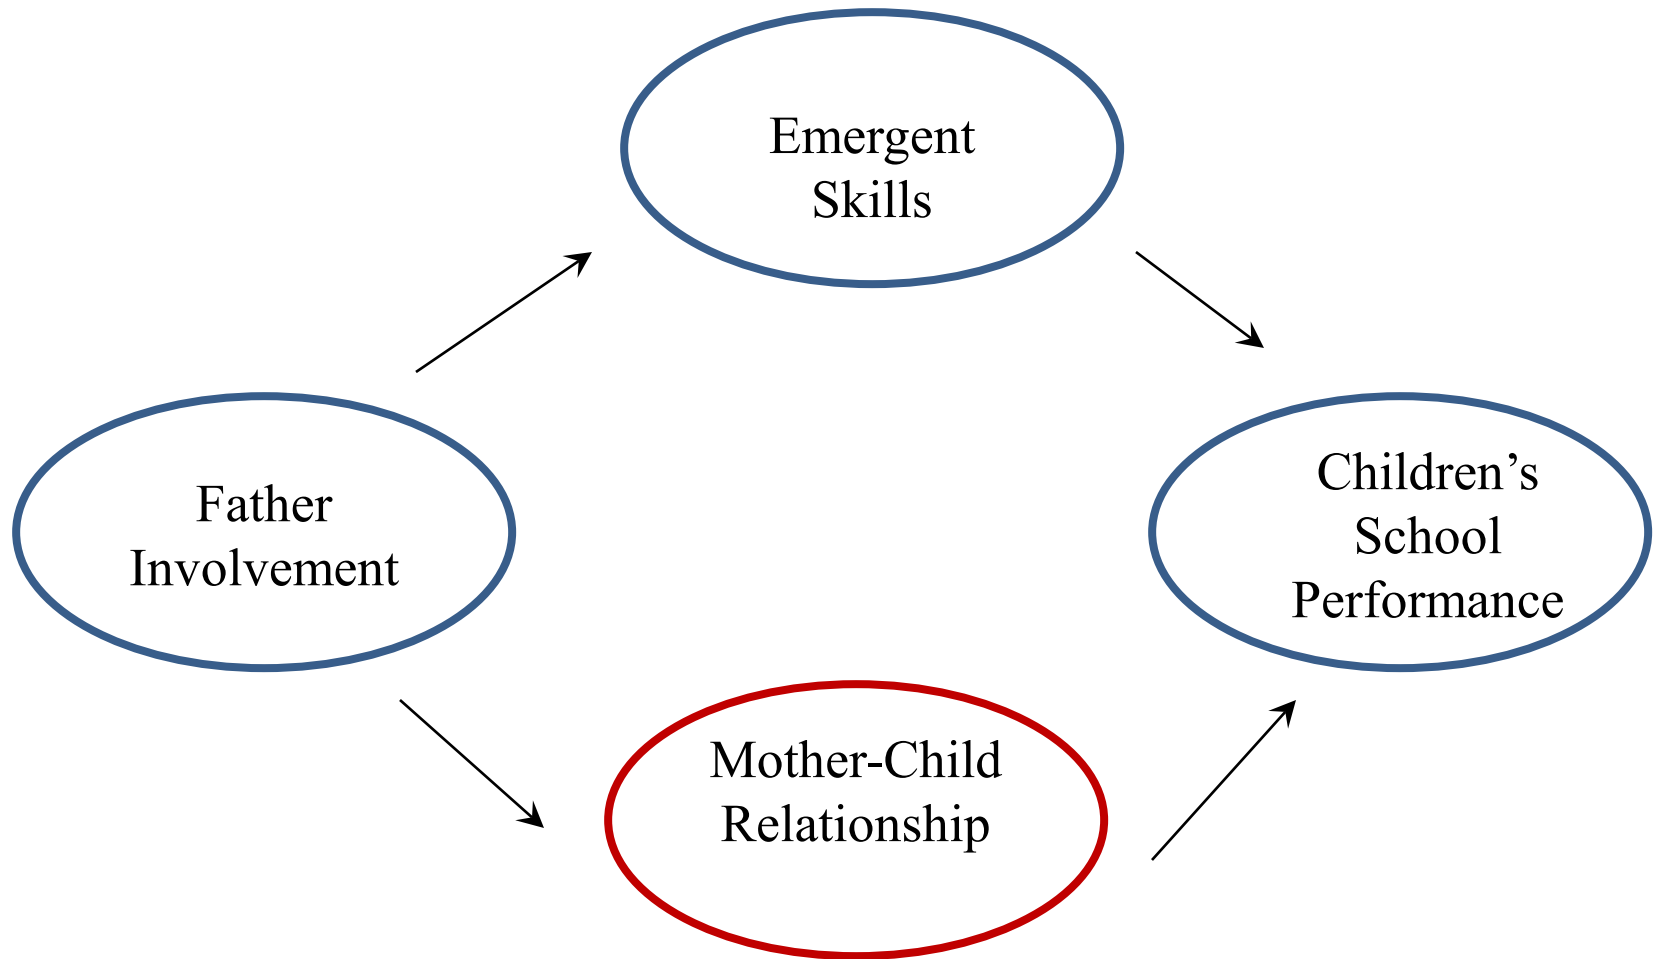 Emergent
Skills
Father
Involvement
Children’s
School
Performance
Mother-Child
Relationship